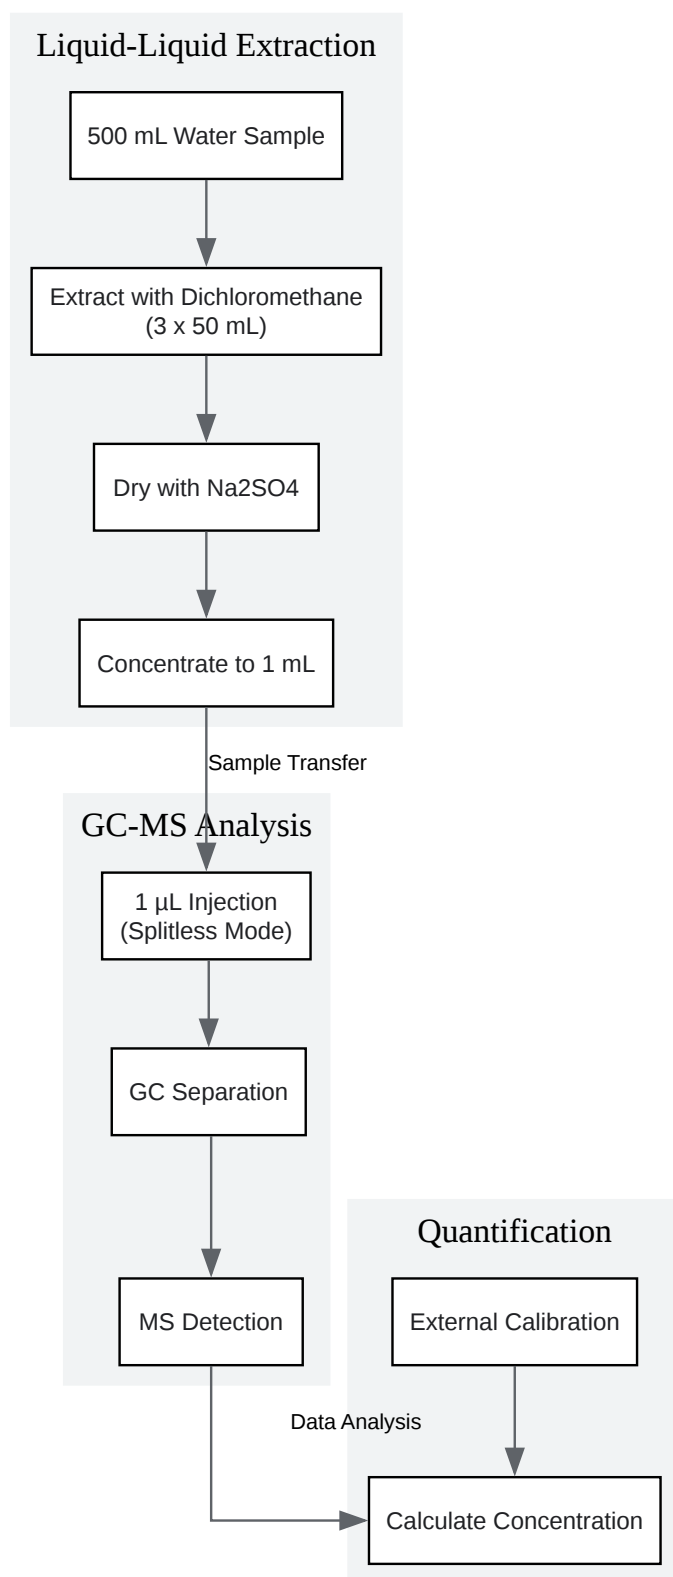 Liquid-Liquid Extraction
500 mL Water Sample
Extract with Dichloromethane
(3 x 50 mL)
Dry with Na2SO4
Concentrate to 1 mL
Sample Transfer
GC-MS Analysis
1 µL Injection
(Splitless Mode)
GC Separation
MS Detection
Quantification
External Calibration
Data Analysis
Calculate Concentration